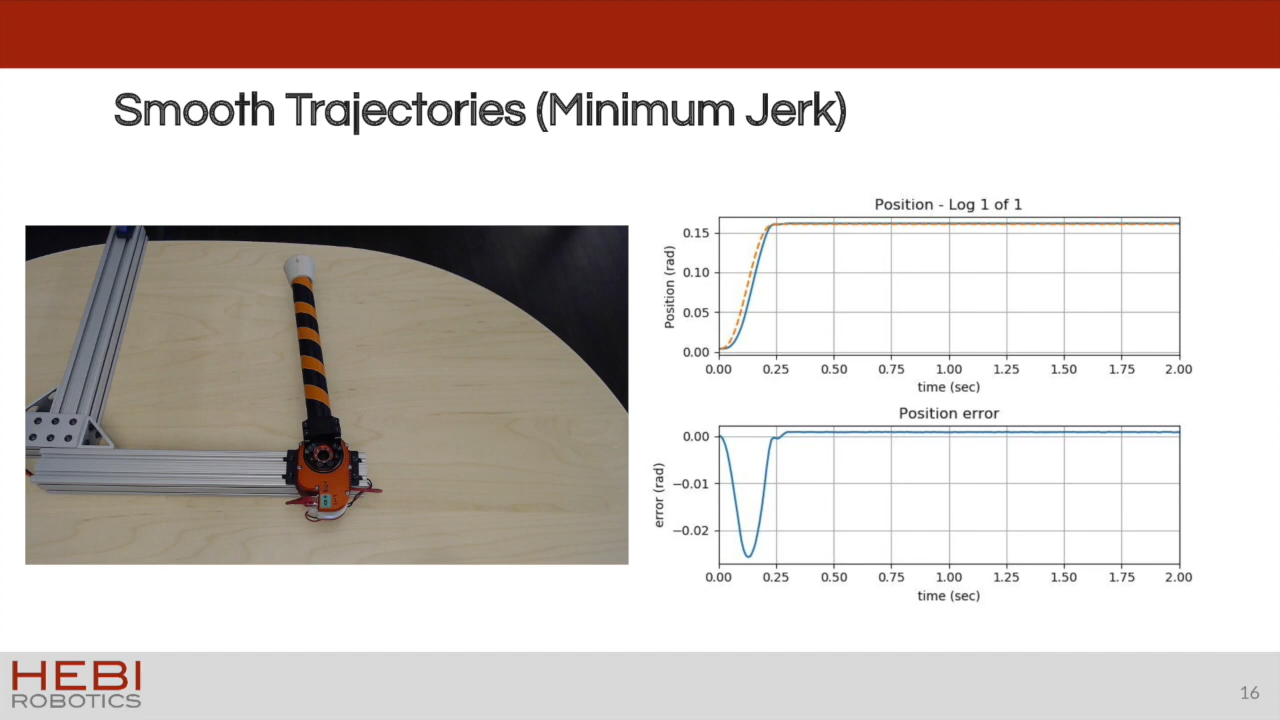 Smooth Trajectories (Minimum Jerk)
Position - Log 1 of 1
Position (rad)
0.15
0.10
0.05
0.00
0.00 0.25 0.50 0.75 1.00 1.25 1.50 1.75 2.00
time (sec)
Position error
error (rad)
0.00
−0.01
−0.02
0.00 0.25 0.50 0.75 1.00 1.25 1.50 1.75 2.00
time (sec)
HEBI
ROBOTICS
16